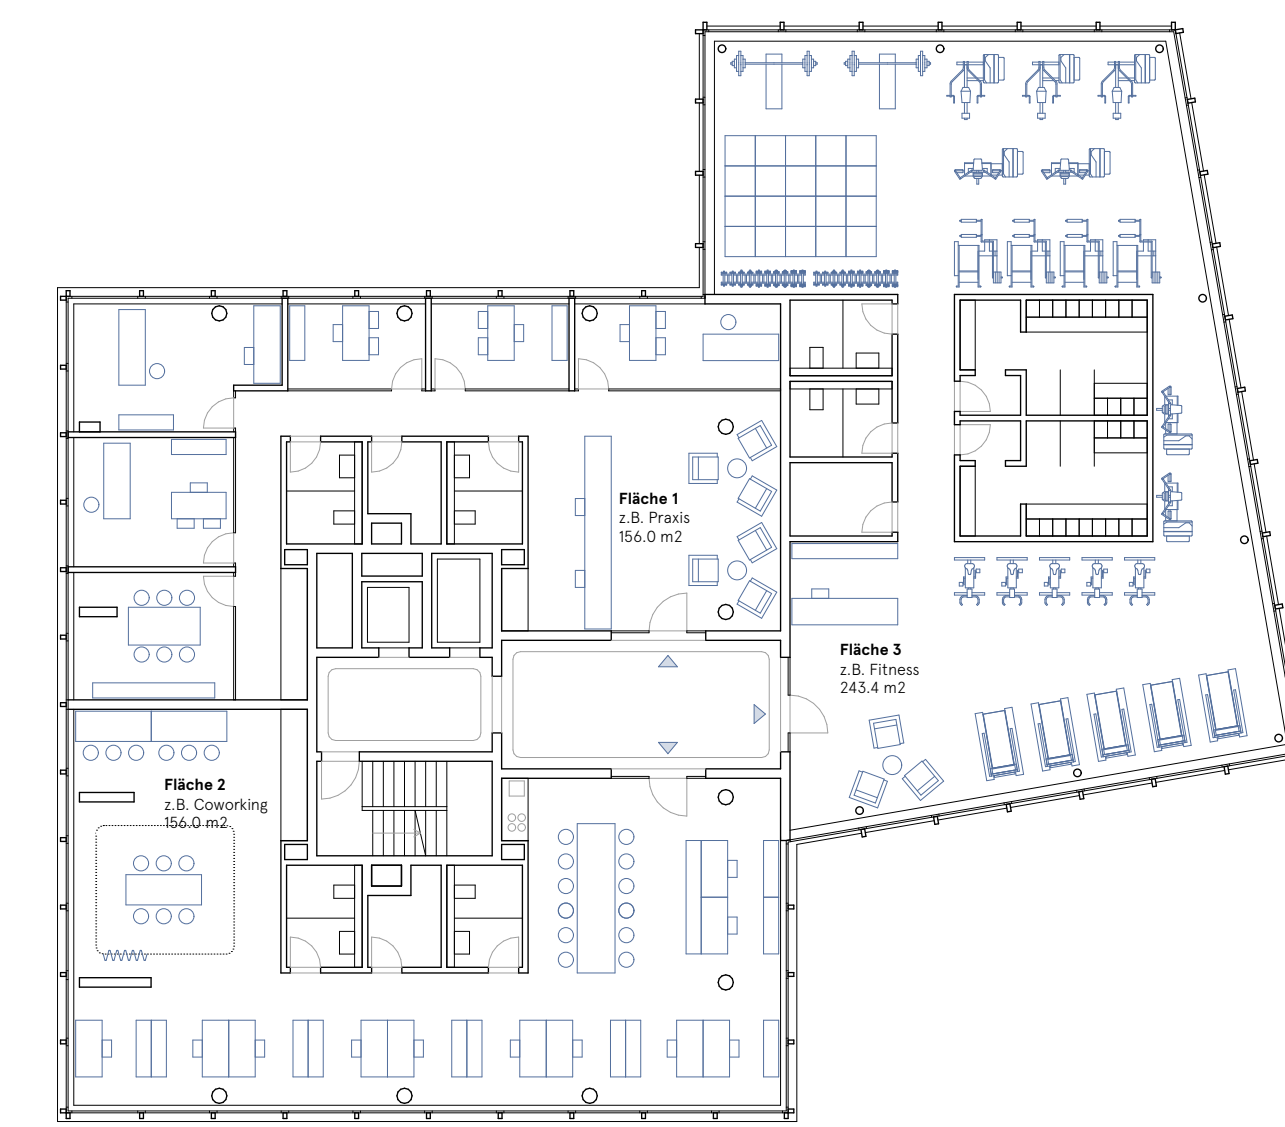 Fläche 1
z.B. Praxis
156.0 m2
Fläche 3
z.B. Fitness
243.4 m2
Fläche 2
z.B. Coworking
156.0 m2